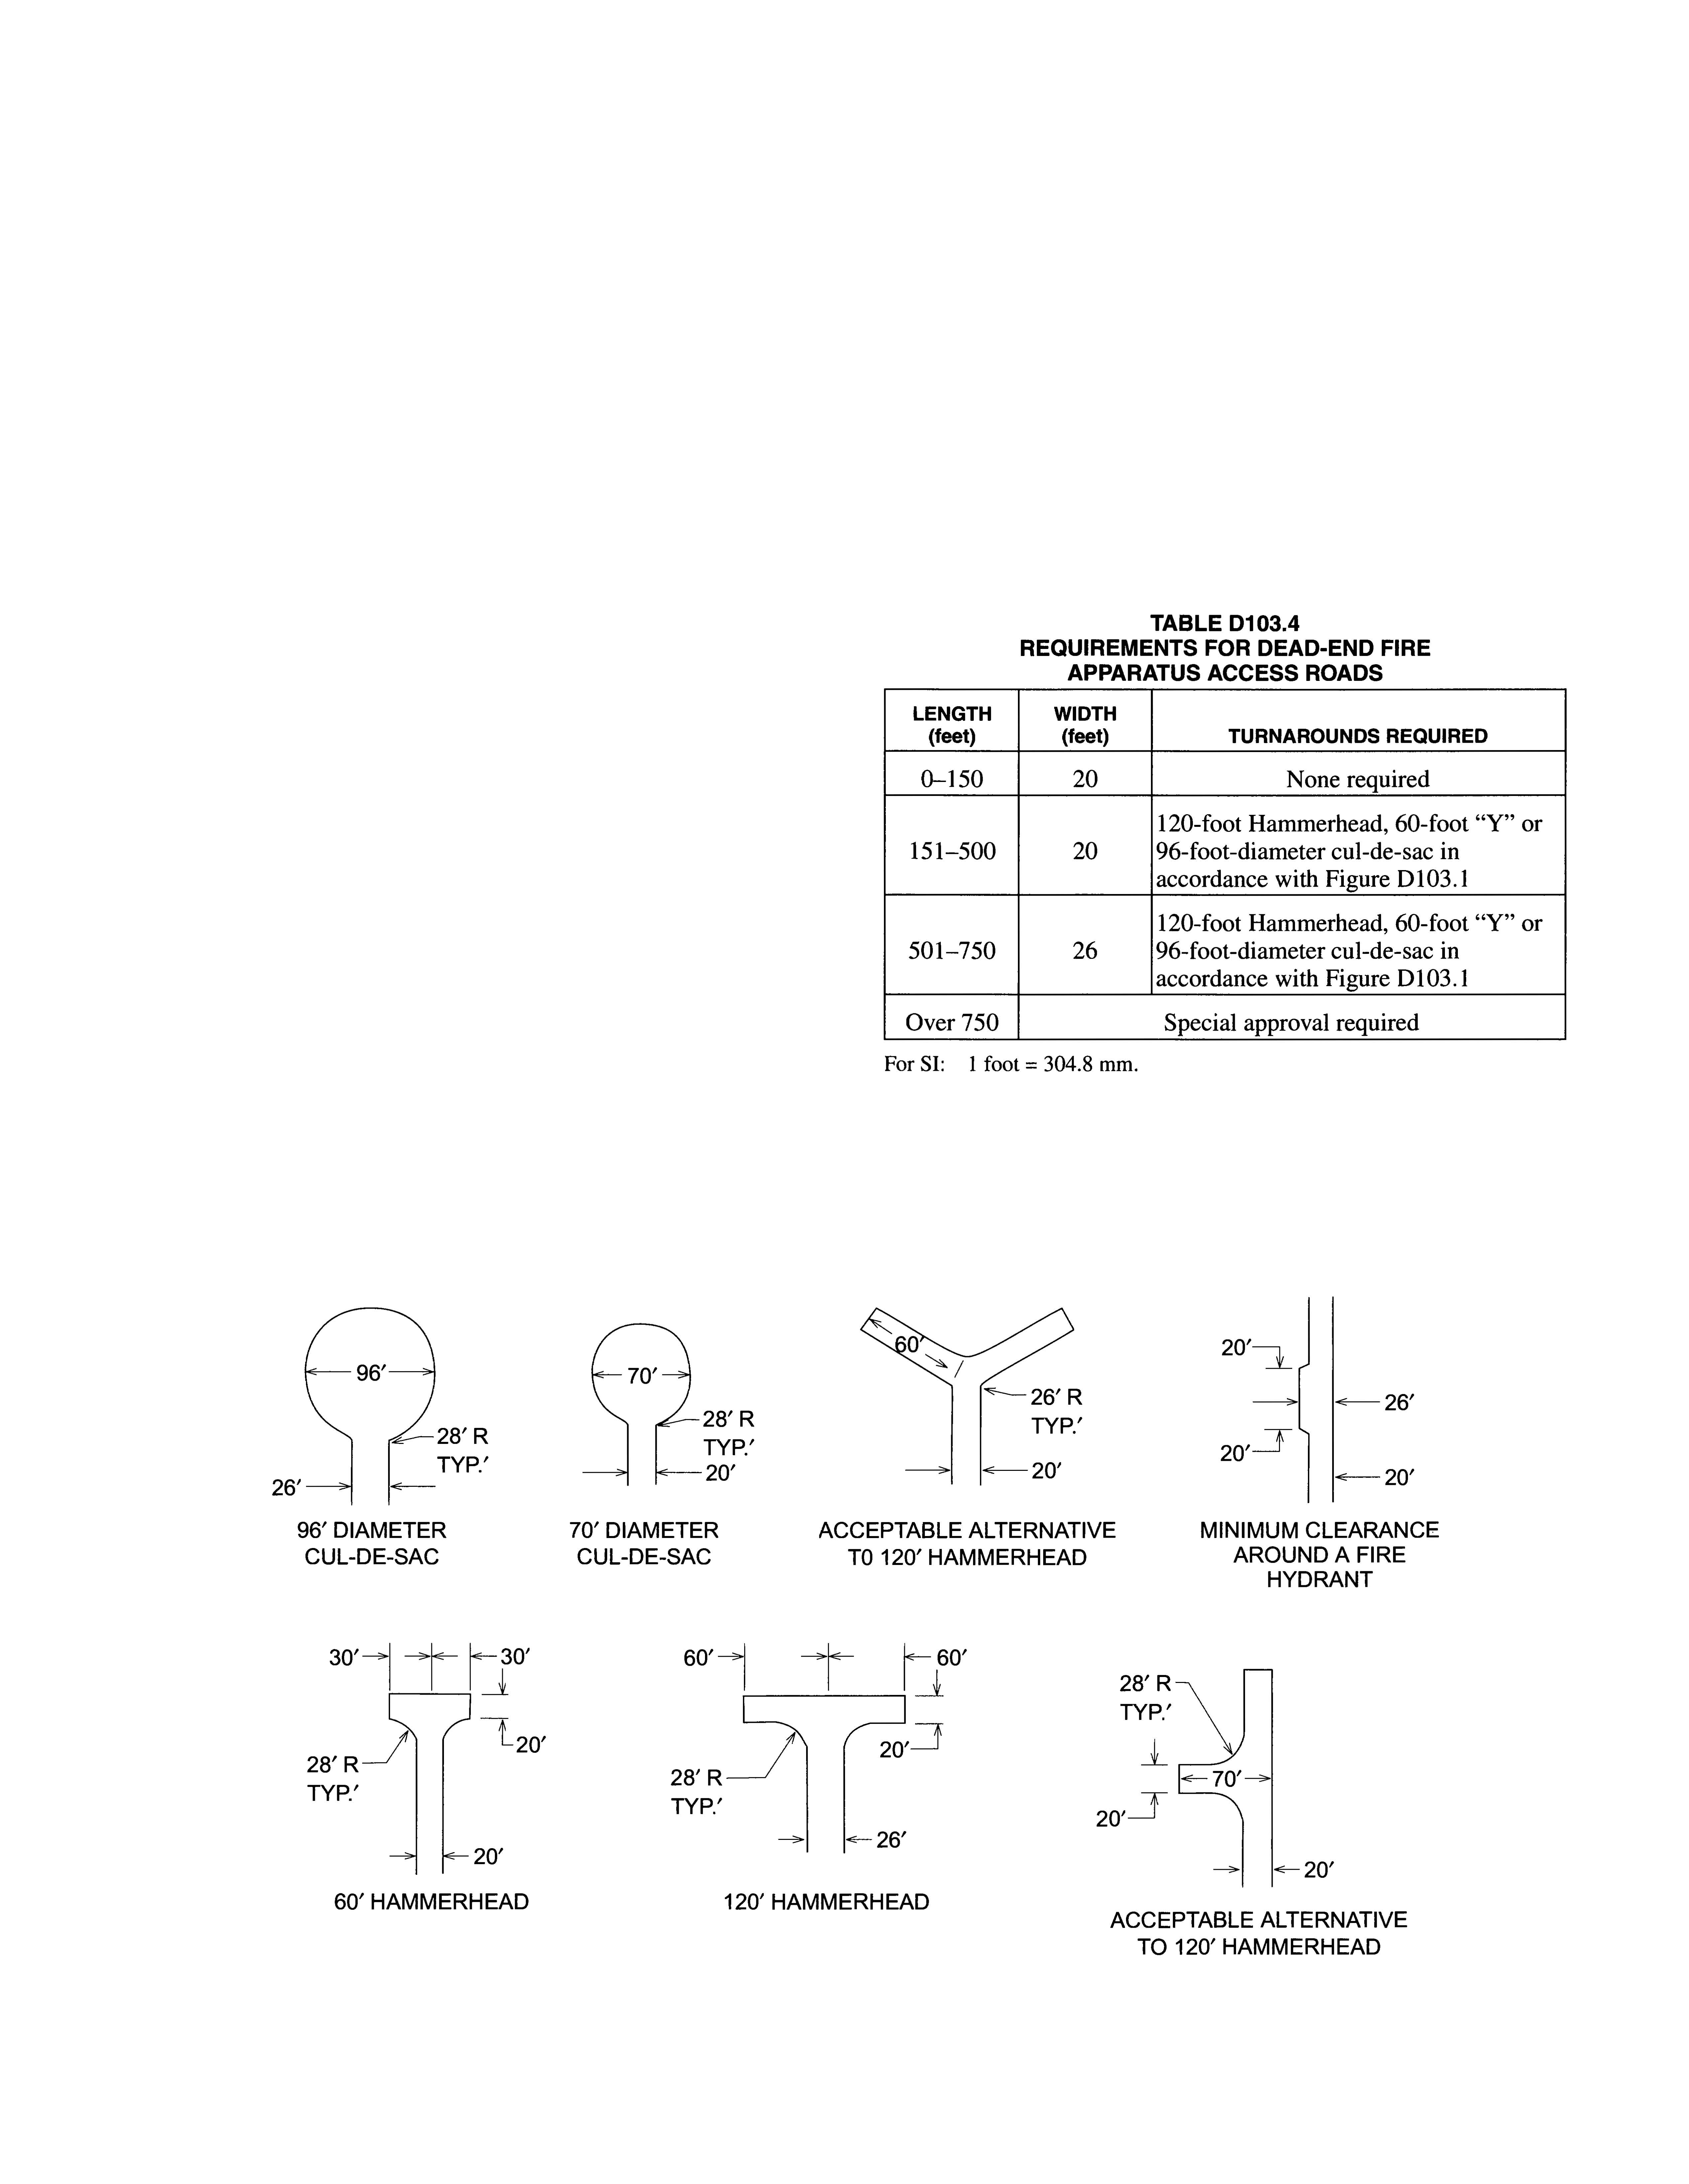 TABLE D103.4
REQUIREMENTS FOR DEAD-END FIRE
APPARATUS ACCESS ROADS
LENGTH (feet) WIDTH (feet) TURNAROUNDS REQUIRED
0–150 20 None required
151–500 20 120-foot Hammerhead, 60-foot “Y” or
96-foot-diameter cul-de-sac in
accordance with Figure D103.1
501–750 26 120-foot Hammerhead, 60-foot “Y” or
96-foot-diameter cul-de-sac in
accordance with Figure D103.1
Over 750 Special approval required
For SI: 1 foot = 304.8 mm.
96′
28′ R
TYP.′
26′
96′ DIAMETER
CUL-DE-SAC
70′
28′ R
TYP.′
20′
70′ DIAMETER
CUL-DE-SAC
60′
26′ R
TYP.′
20′
ACCEPTABLE ALTERNATIVE
T0 120′ HAMMERHEAD
20′
26′
20′
20′
MINIMUM CLEARANCE
AROUND A FIRE
HYDRANT
30′ 30′
20′
28′ R
TYP.′
20′
60′ HAMMERHEAD
60′ 60′
20′
28′ R
TYP.′
26′
120′ HAMMERHEAD
28′ R
TYP.′
70′
20′
20′
ACCEPTABLE ALTERNATIVE
TO 120′ HAMMERHEAD